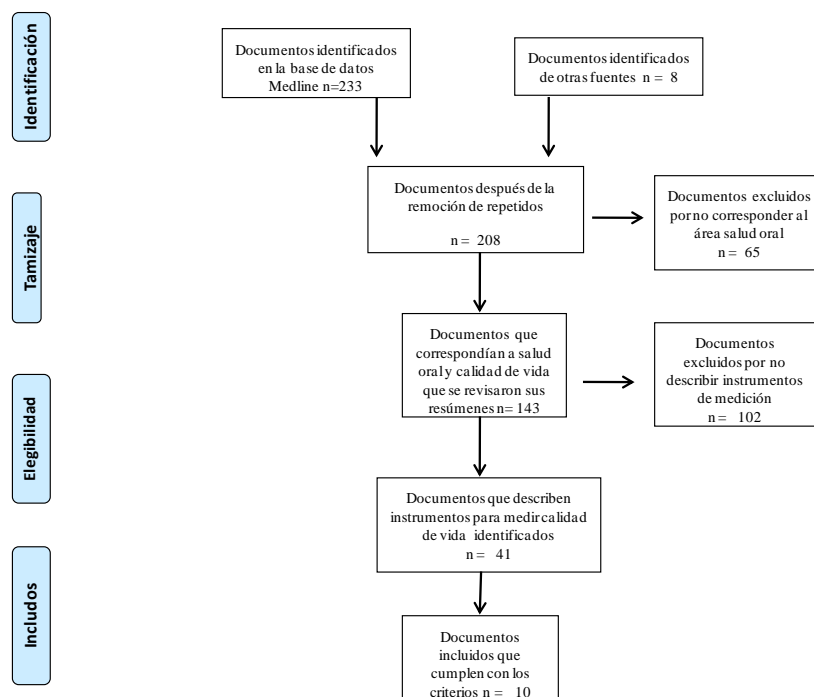 Identificación
Documentos identificados
en la base de datos
Medline n=233
Documentos identificados
de otras fuentes n = 8
Tamizaje
Documentos después de la
remoción de repetidos
n = 208
Documentos excluidos
por no corresponder al
área salud oral
n = 65
Documentos que
correspondían a salud
oral y calidad de vida
que se revisaron sus
resúmenes n= 143
Documentos
excluidos por no
describir instrumentos
de medición
n = 102
Elegibilidad
Documentos que describen
instrumentos para medir calidad
de vida identificados
n = 41
Incluidos
Documentos
incluidos que
cumplen con los
criterios n = 10